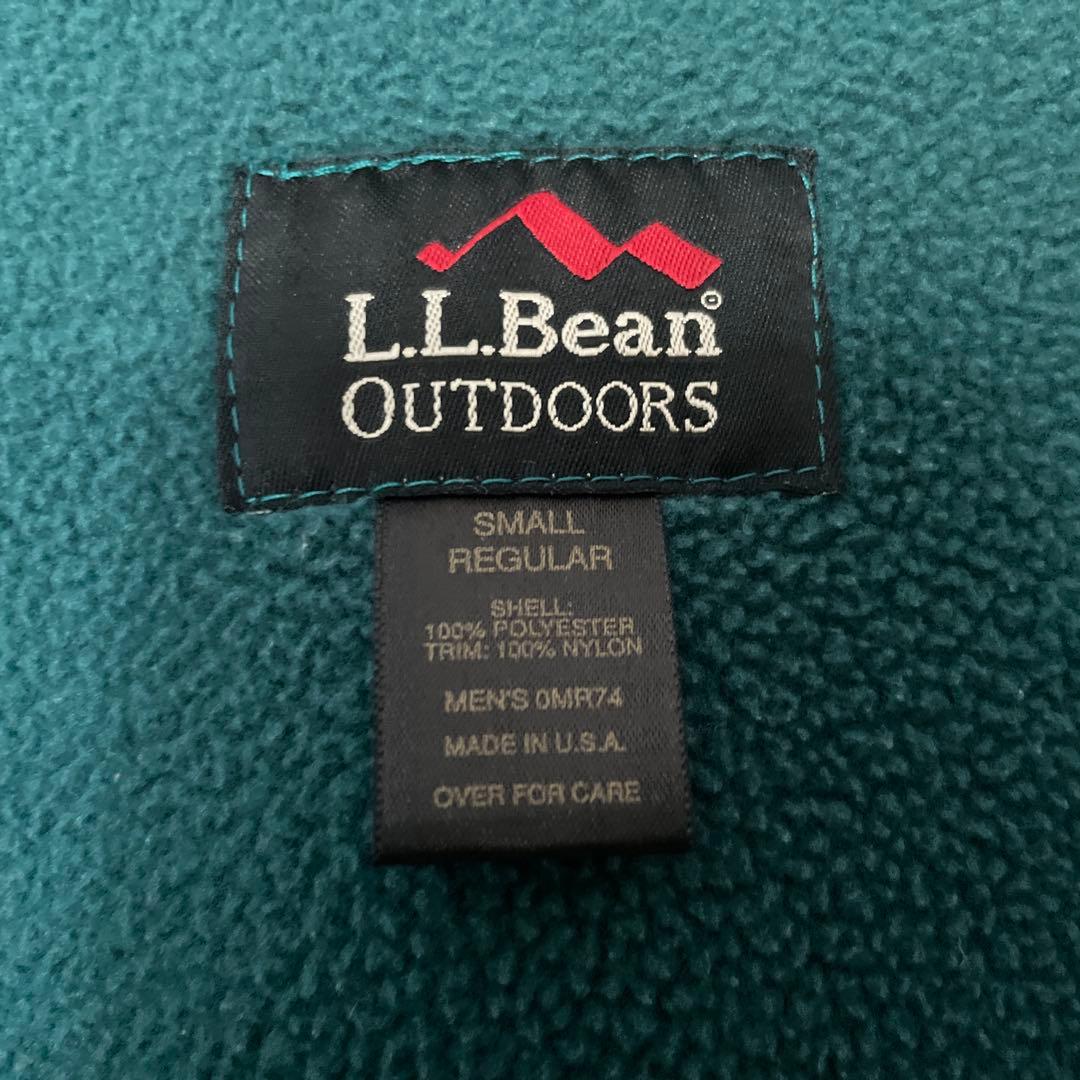 L.L.Bean®
OUTDOORS
SMALL
REGULAR
SHELL:
100% POLYESTER
TRIM: 100% NYLON
MEN'S 0MR74
MADE IN U.S.A.
OVER FOR CARE